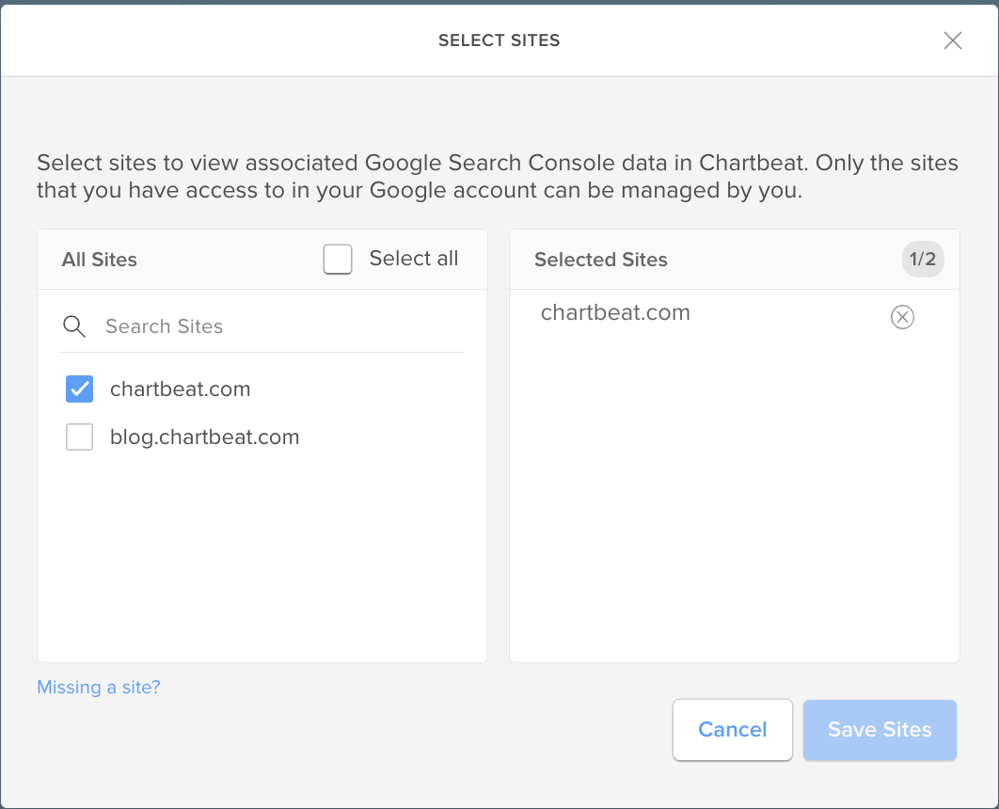 SELECT SITES
Select sites to view associated Google Search Console data in Chartbeat. Only the sites
that you have access to in your Google account can be managed by you.
All Sites
Select all
Search Sites
chartbeat.com
blog.chartbeat.com
Selected Sites
1/2
chartbeat.com
Missing a site?
Cancel
Save Sites